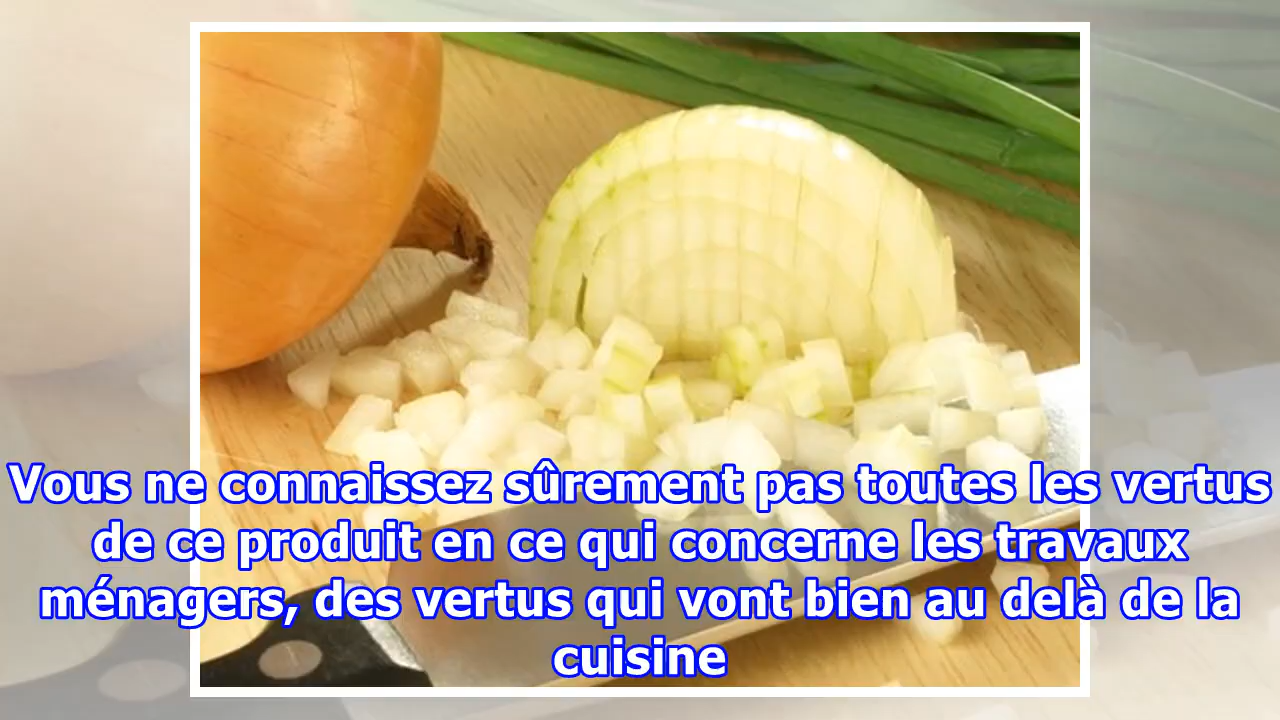 Vous ne connaissez sûrement pas toutes les vertus
de ce produit en ce qui concerne les travaux
ménagers, des vertus qui vont bien au delà de la
cuisine